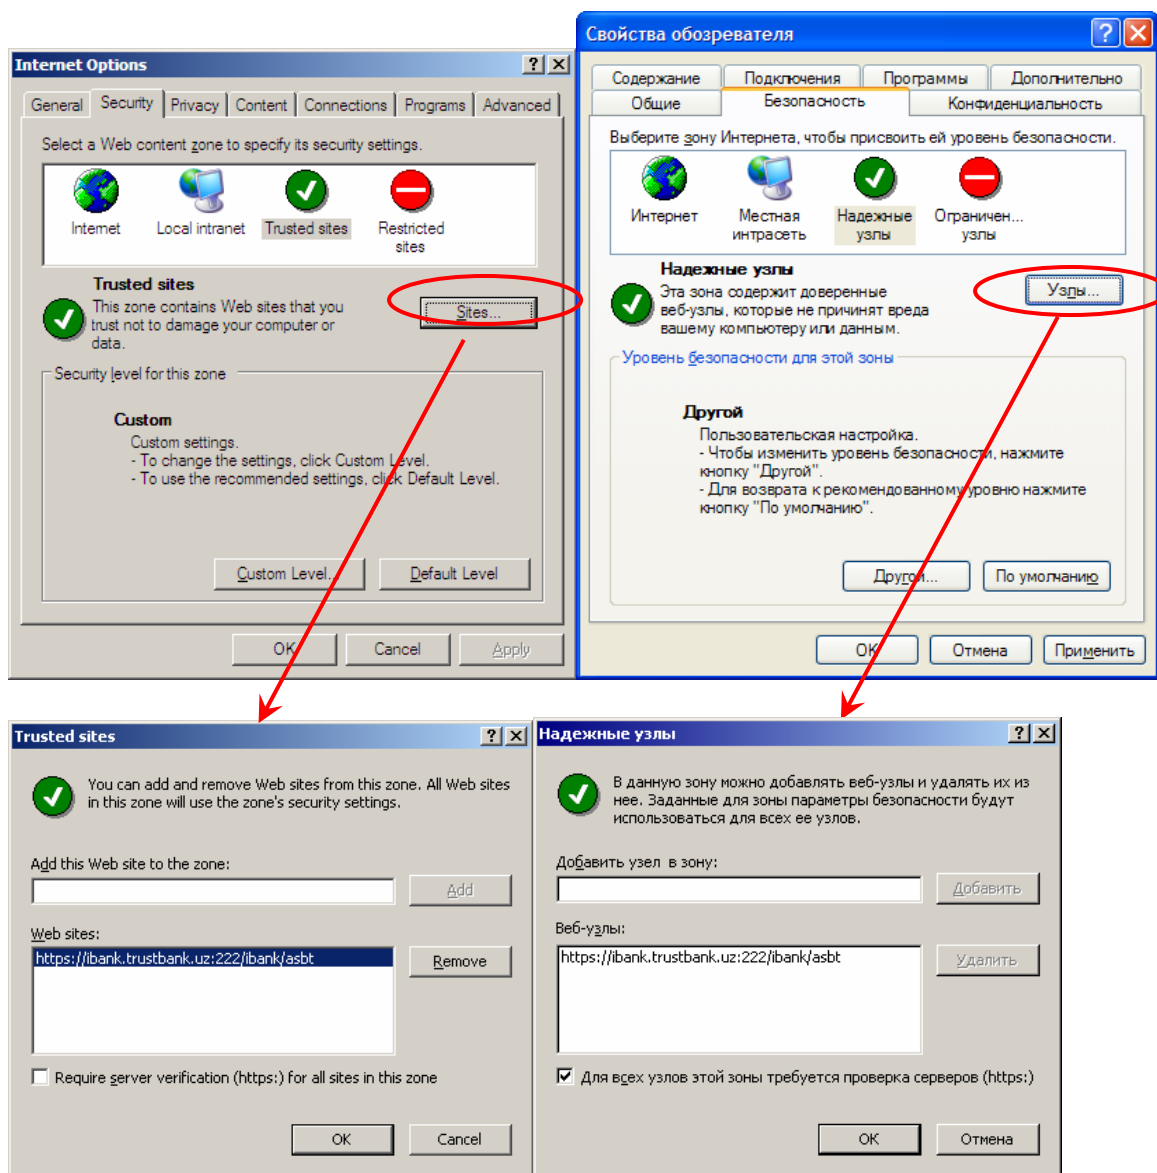 Internet Options
General Security Privacy Content Connections Programs Advanced
Select a Web content zone to specify its security settings.
Internet
Local intranet
Trusted sites
Restricted
sites
Trusted sites
This zone contains Web sites that you
trust not to damage your computer or
data.
Sites...
Security level for this zone
Custom
Custom settings.
- To change the settings, click Custom Level.
- To use the recommended settings, click Default Level.
Custom Level...
Default Level
OK
Cancel
Apply
Свойства обозревателя
Содержание Подключения Программы Дополнительно
Общие Безопасность Конфиденциальность
Выберите зону Интернета, чтобы присвоить ей уровень безопасности.
Интернет
Местная
интрасеть
Надежные
узлы
Ограничен...
узлы
Надежные узлы
Эта зона содержит доверенные
веб-узлы, которые не причинят вреда
вашему компьютеру или данным.
Узлы...
Уровень безопасности для этой зоны
Другой
Пользовательская настройка.
- Чтобы изменить уровень безопасности, нажмите
кнопку "Другой".
- Для возврата к рекомендованному уровню нажмите
кнопку "По умолчанию".
Другой...
По умолчанию
OK
Отмена
Применить
Trusted sites
You can add and remove Web sites from this zone. All Web sites
in this zone will use the zone's security settings.
Add this Web site to the zone:
Add
Web sites:
https://ibank.trustbank.uz:222/ibank/asbt
Remove
Require server verification (https:) for all sites in this zone
OK
Cancel
Надежные узлы
В данную зону можно добавлять веб-узлы и удалять их из
нее. Заданные для зоны параметры безопасности будут
использоваться для всех ее узлов.
Добавить узел в зону:
Добавить
Веб-узлы:
https://ibank.trustbank.uz:222/ibank/asbt
Удалить
Для всех узлов этой зоны требуется проверка серверов (https:)
OK
Отмена